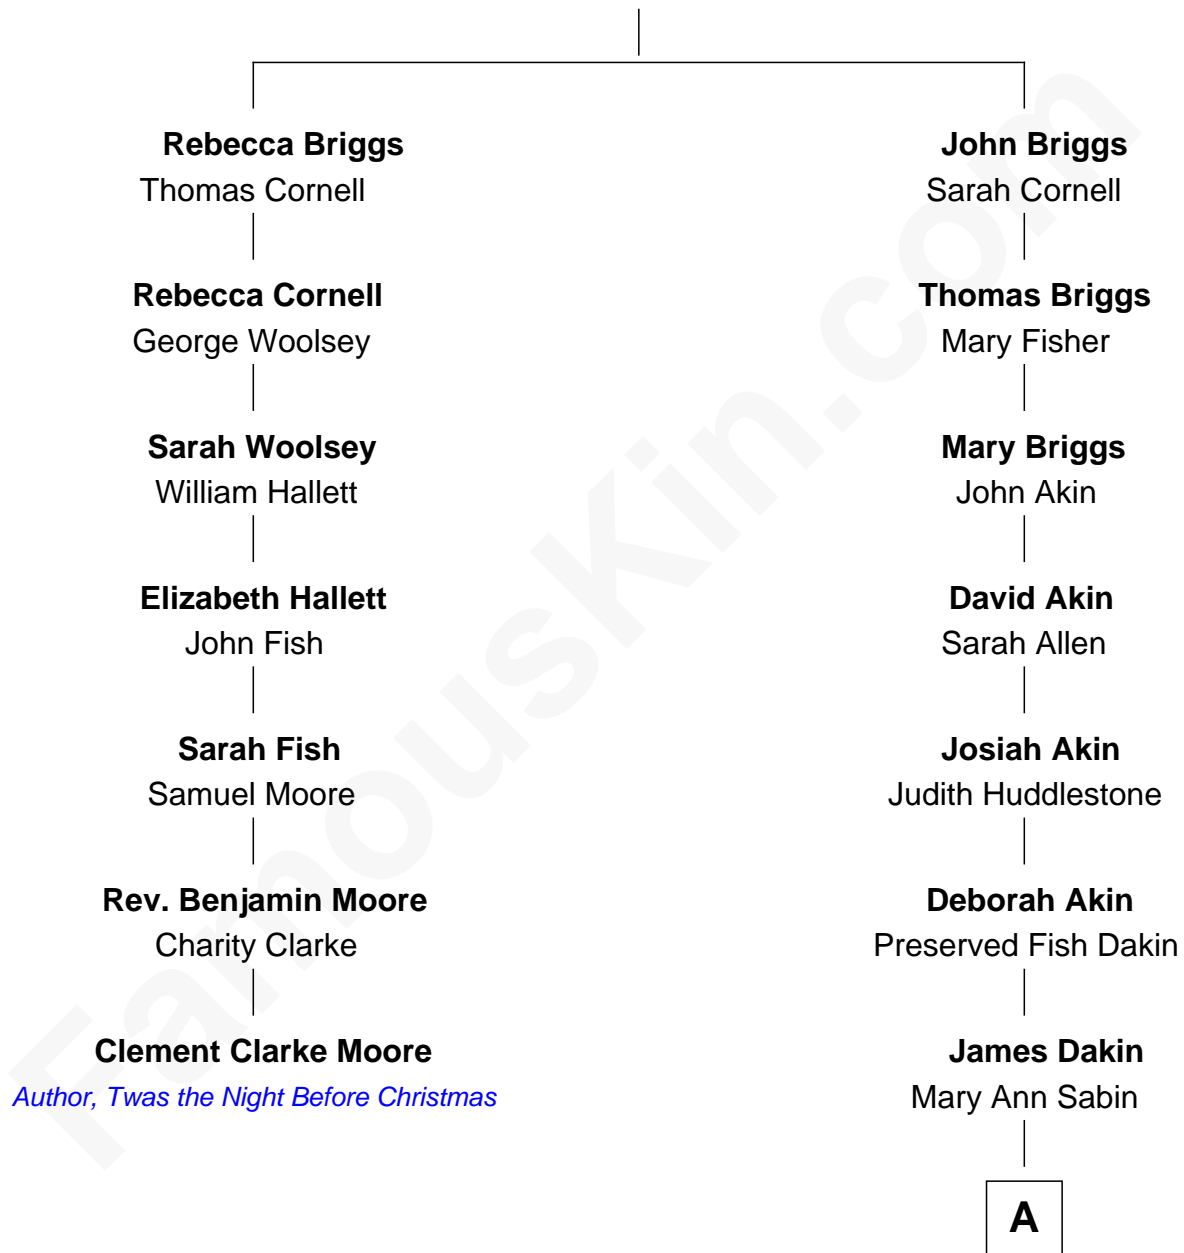 Rebecca Briggs
Thomas Cornell
Rebecca Cornell
George Woolsey
Sarah Woolsey
William Hallett
Elizabeth Hallett
John Fish
Sarah Fish
Samuel Moore
Rev. Benjamin Moore
Charity Clarke
Clement Clarke Moore
Author, Twas the Night Before Christmas
John Briggs
Sarah Cornell
Thomas Briggs
Mary Fisher
Mary Briggs
John Akin
David Akin
Sarah Allen
Josiah Akin
Judith Huddlestone
Deborah Akin
Preserved Fish Dakin
James Dakin
Mary Ann Sabin
A
FamousKin.com